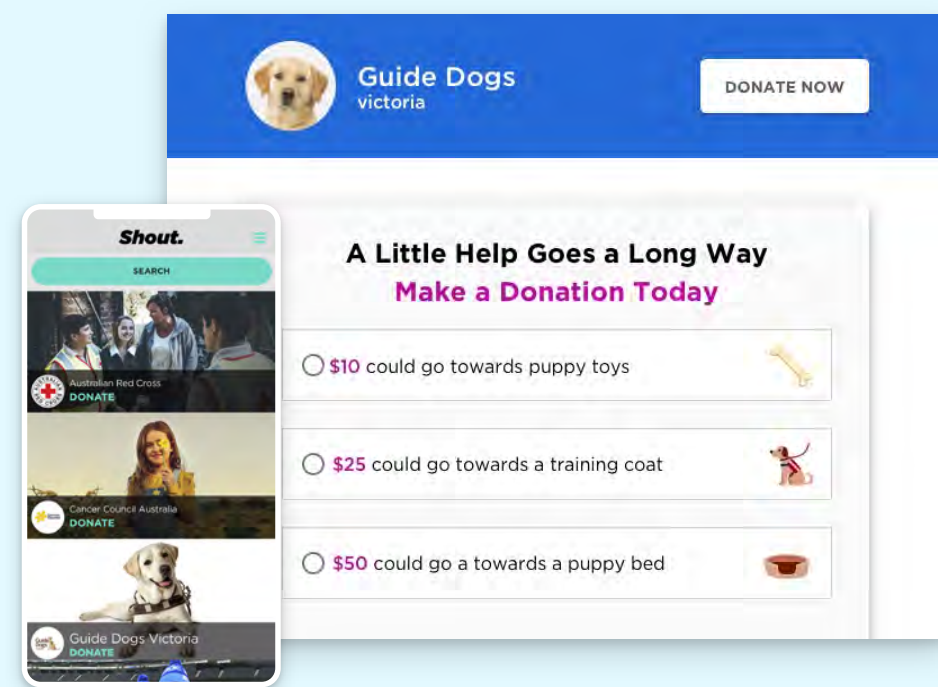 Guide Dogs
victoria
DONATE NOW
A Little Help Goes a Long Way
Make a Donation Today
$10 could go towards puppy toys
$25 could go towards a training coat
$50 could go a towards a puppy bed
Shout.
SEARCH
Australian Red Cross
DONATE
Cancer Council Australia
DONATE
Guide Dogs Victoria
DONATE